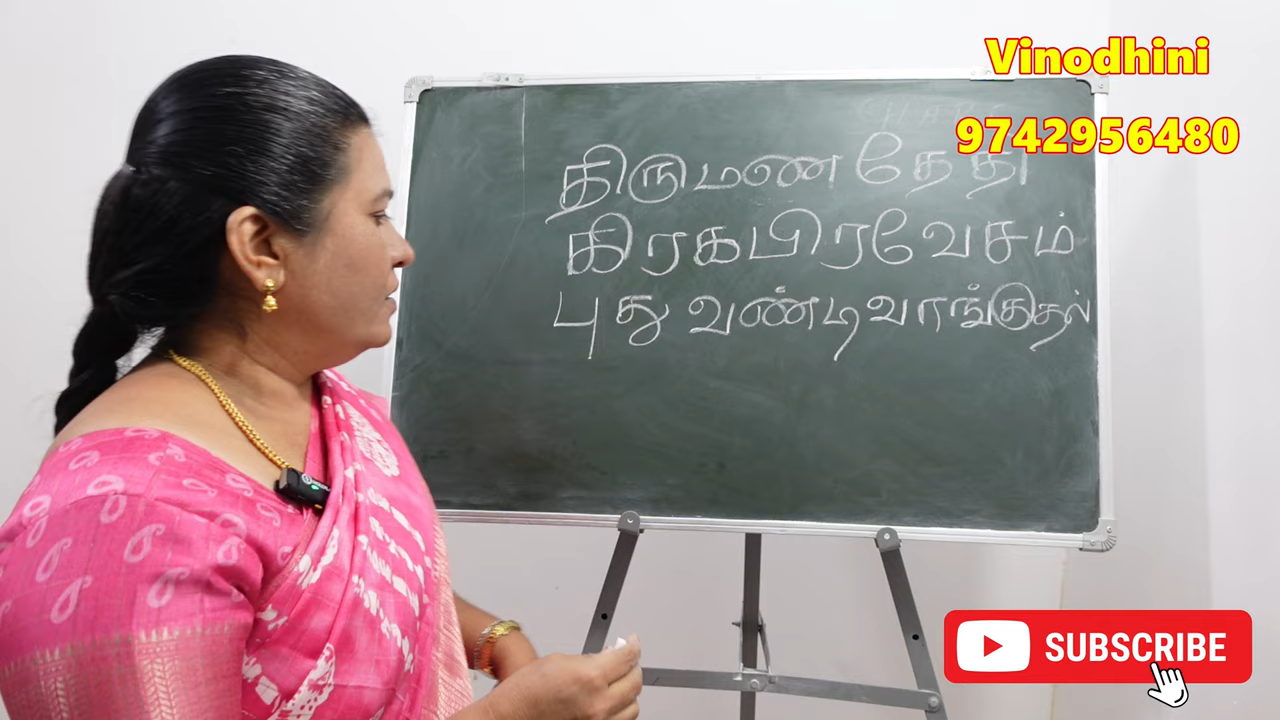 Vinodhini
9742956480
திருமண தேதி
கிரகபிரவேசம்
புது வண்டிவாங்குதல்
SUBSCRIBE